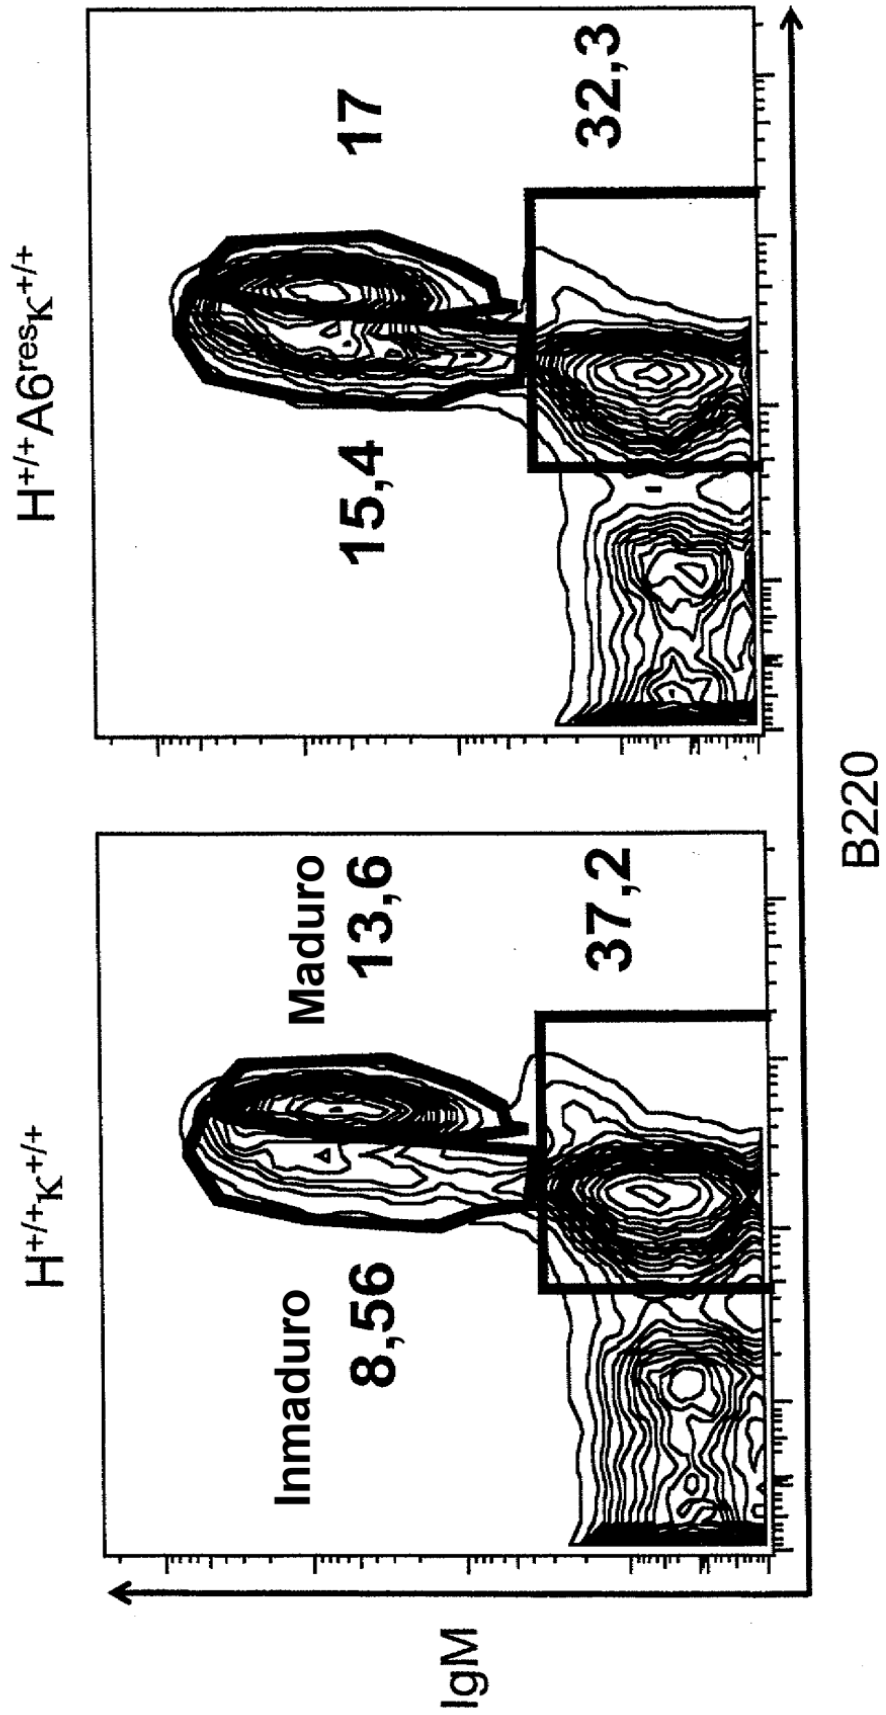 H+/+κ+/+
H+/+A6resκ+/+
Inmaduro
8,56
Maduro
13,6
37,2
15,4
17
32,3
IgM
B220